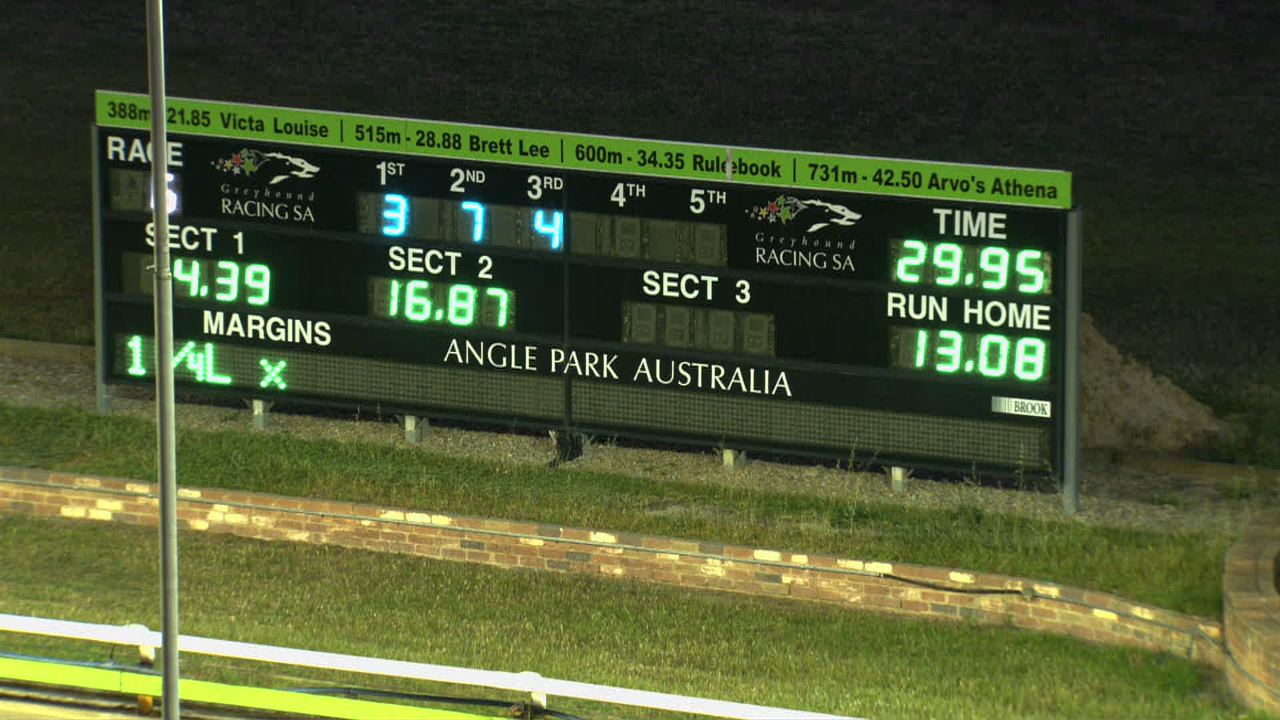 388m 21.85 Victa Louise | 515m - 28.88 Brett Lee | 600m - 34.35 Rulebook | 731m - 42.50 Arvo's Athena
RACE
Greyhound
RACING SA
1ST 2ND 3RD 4TH 5TH
3 7 4
Greyhound
RACING SA
TIME
29.95
SECT 1
4.39
SECT 2
16.87
SECT 3
RUN HOME
13.08
MARGINS
1 /4L x
ANGLE PARK AUSTRALIA
BROOK